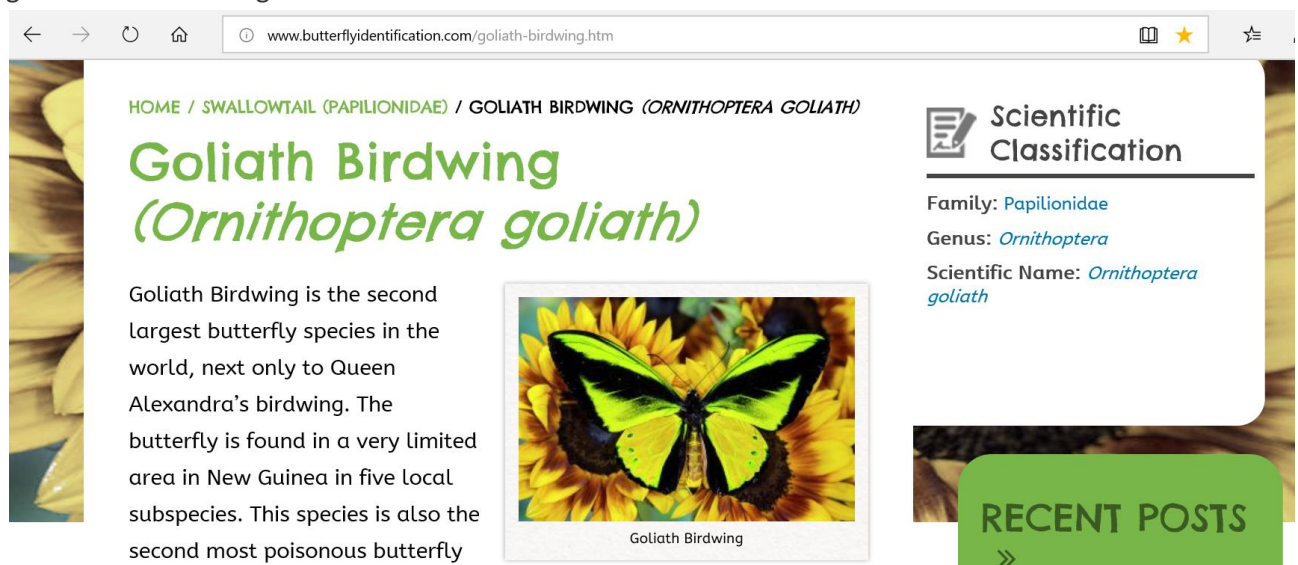 www.butterflyidentification.com/goliath-birdwing.htm
HOME / SWALLOWTAIL (PAPILIONIDAE) / GOLIATH BIRDWING (ORNITHOPTERA GOLIATH)
Goliath Birdwing
(Ornithoptera goliath)
Goliath Birdwing is the second
largest butterfly species in the
world, next only to Queen
Alexandra's birdwing. The
butterfly is found in a very limited
area in New Guinea in five local
subspecies. This species is also the
second most poisonous butterfly
Goliath Birdwing
Scientific
Classification
Family: Papilionidae
Genus: Ornithoptera
Scientific Name: Ornithoptera
goliath
RECENT POSTS
»